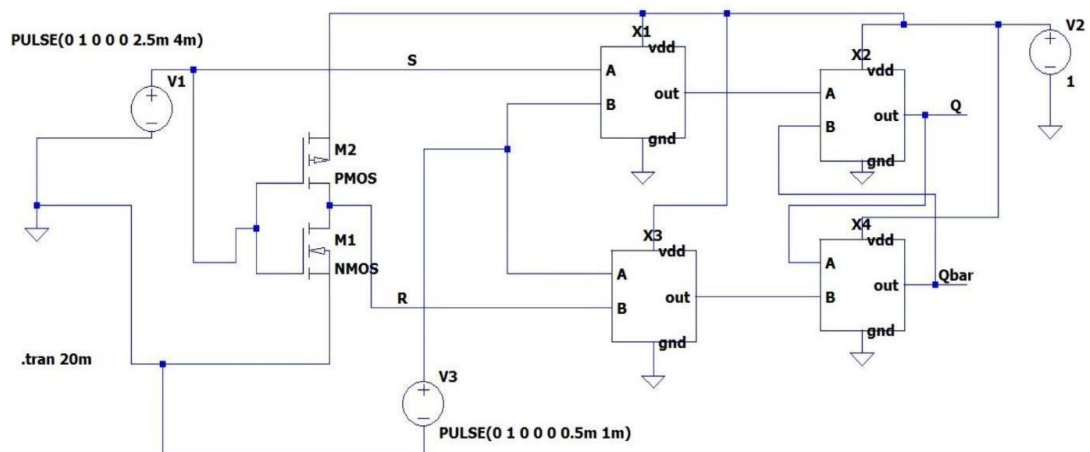 PULSE(0 1 0 0 0 2.5m 4m)
V1
S
X1
vdd
A
B
out
gnd
X2
vdd
A
B
out
gnd
Q
V2
1
M2
PMOS
M1
NMOS
R
X3
vdd
A
B
out
gnd
X4
vdd
A
B
out
gnd
Qbar
.tran 20m
V3
PULSE(0 1 0 0 0 0.5m 1m)